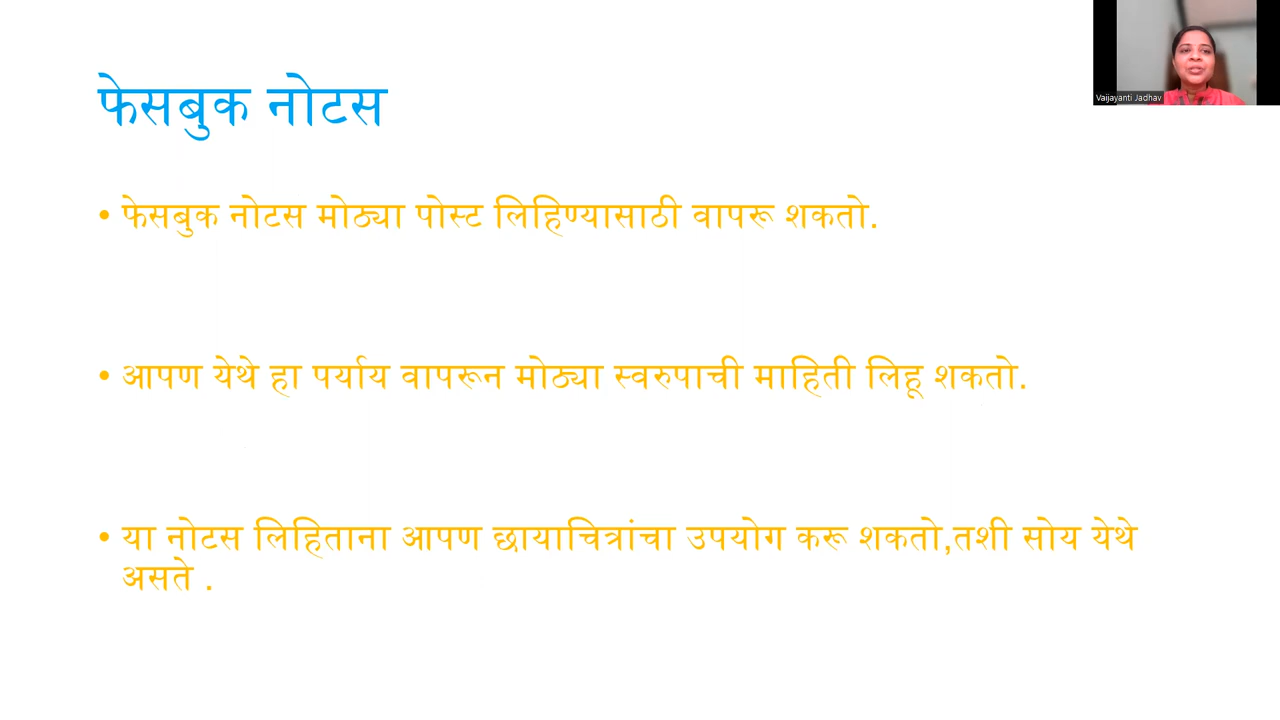 फेसबुक नोटस
Vaijayanti Jadhav
• फेसबुक नोटस मोठ्या पोस्ट लिहिण्यासाठी वापरू शकतो.
• आपण येथे हा पर्याय वापरून मोठ्या स्वरुपाची माहिती लिहू शकतो.
• या नोटस लिहिताना आपण छायाचित्रांचा उपयोग करू शकतो,तशी सोय येथे
असते .